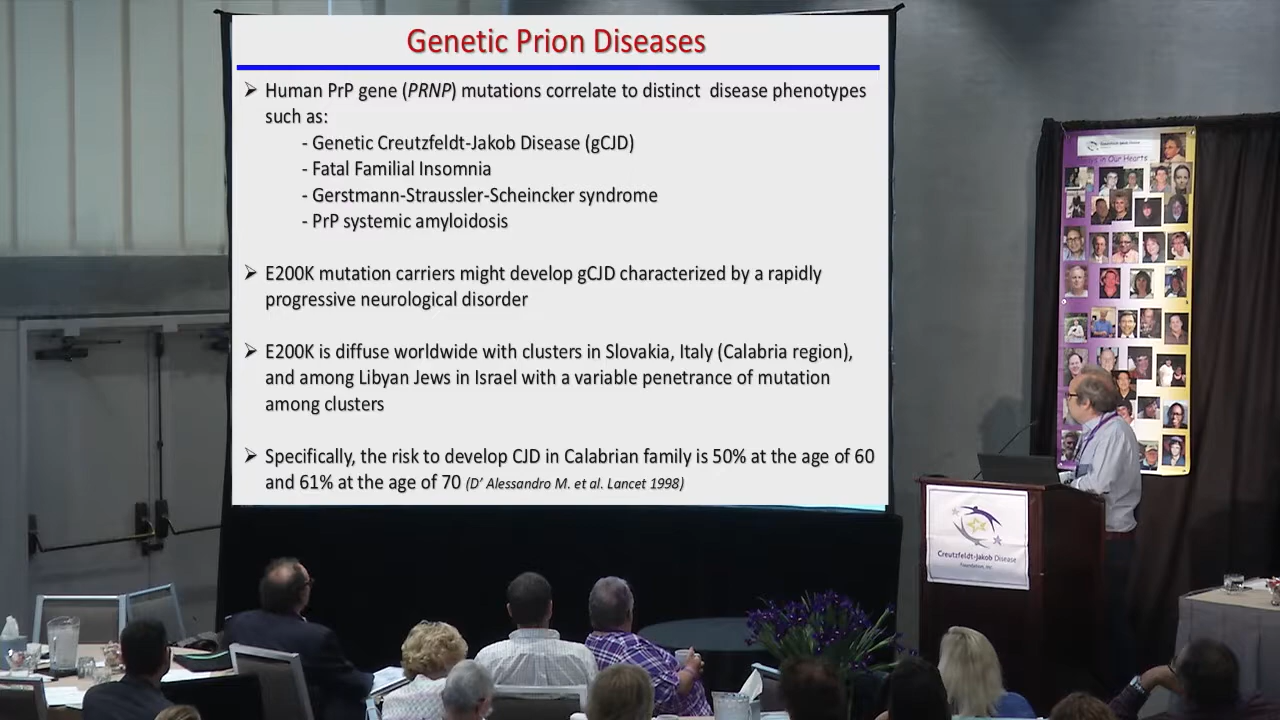 Genetic Prion Diseases
➢ Human PrP gene (PRNP) mutations correlate to distinct disease phenotypes
such as:
- Genetic Creutzfeldt-Jakob Disease (gCJD)
- Fatal Familial Insomnia
- Gerstmann-Straussler-Scheincker syndrome
- PrP systemic amyloidosis
➢ E200K mutation carriers might develop gCJD characterized by a rapidly
progressive neurological disorder
➢ E200K is diffuse worldwide with clusters in Slovakia, Italy (Calabria region),
and among Libyan Jews in Israel with a variable penetrance of mutation
among clusters
➢ Specifically, the risk to develop CJD in Calabrian family is 50% at the age of 60
and 61% at the age of 70 (D' Alessandro M. et al. Lancet 1998)
in Our Hearts
Creutzfeldt-Jakob Disease
Foundation, Inc.